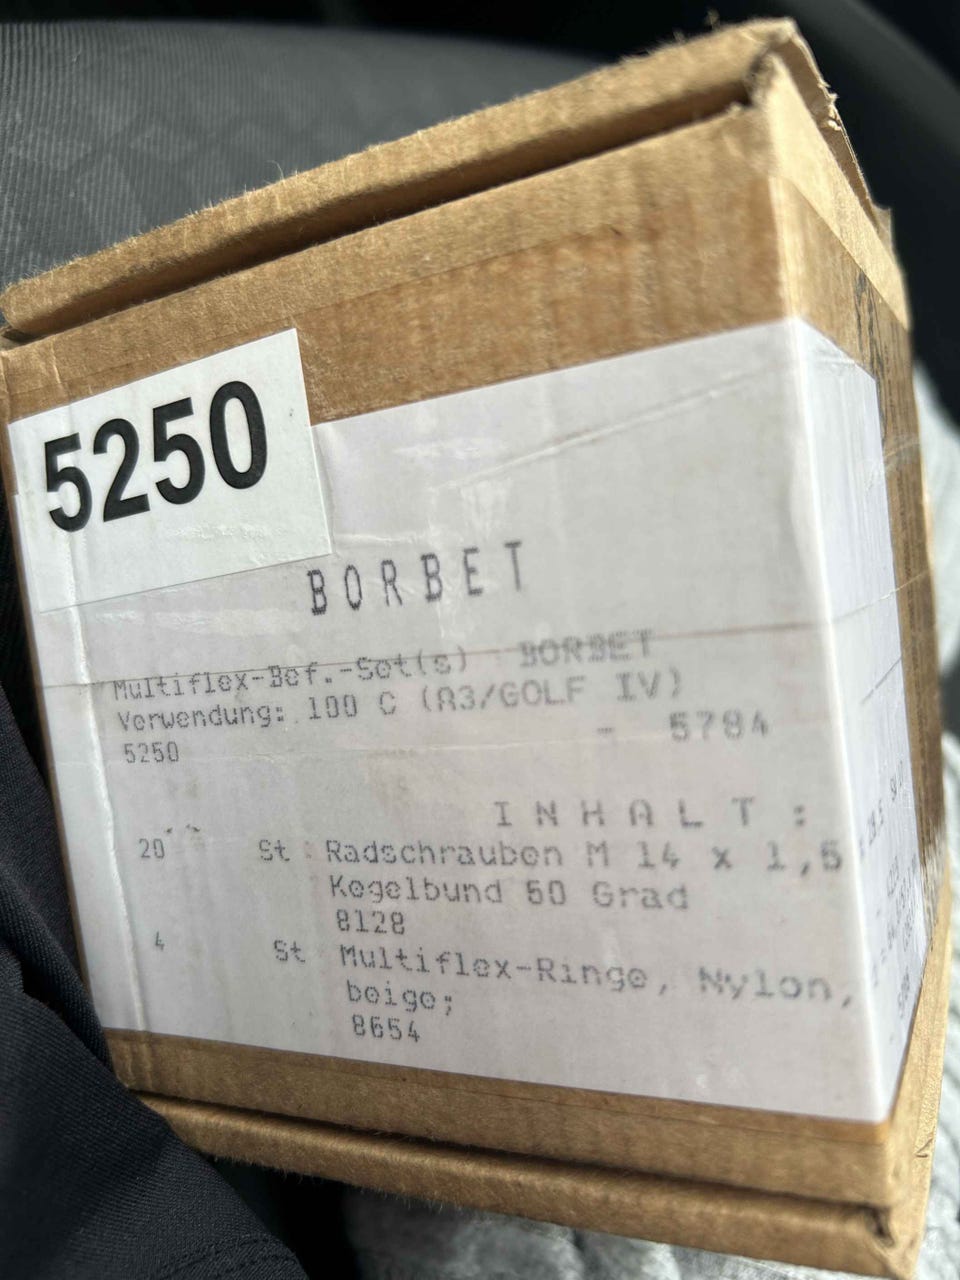 5250
BORBET
Multiflex-Bef.-Set(s) BORBET
Verwendung: 100 C (A3/GOLF IV)
5250 - 5784
INHALT:
20 St Radschrauben M 14 x 1,5
Kegelbund 60 Grad
8128
4 St Multiflex-Ringe, Nylon,
beige;
8654